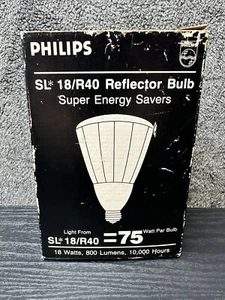 PHILIPS
SL* 18/R40 Reflector Bulb
Super Energy Savers
Light From
SL* 18/R40 =75 Watt Par Bulb
18 Watts, 800 Lumens, 10,000 Hours